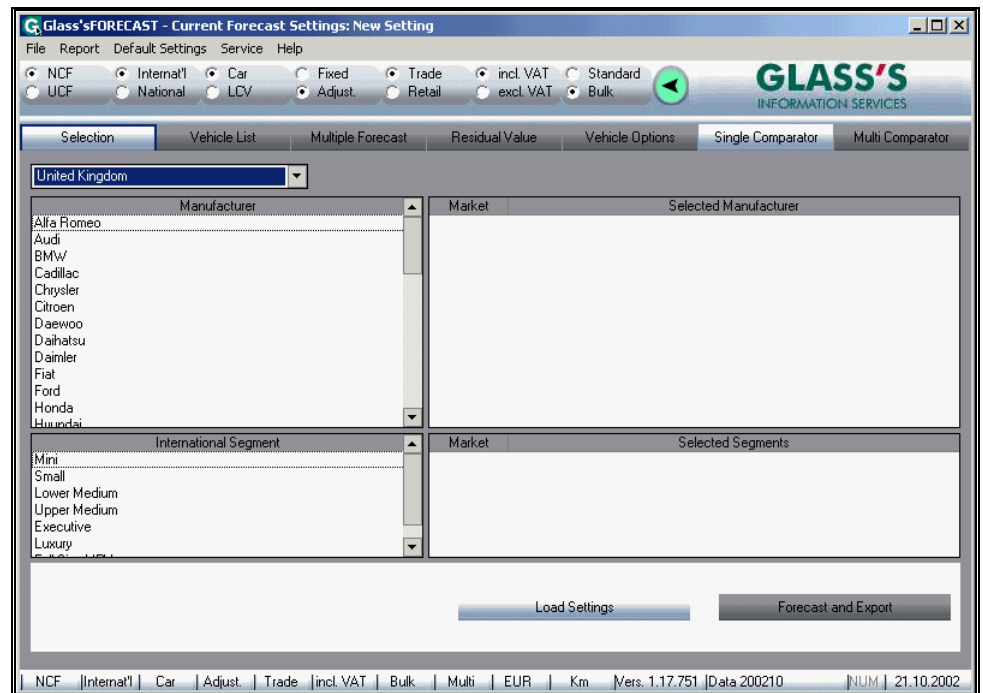 Glass'sFORECAST - Current Forecast Settings: New Setting
File Report Default Settings Service Help
NCF Internat'l Car Fixed Trade incl. VAT Standard
UCF National LCV Adjust. Retail excl. VAT Bulk
GLASS'S
INFORMATION SERVICES
Selection Vehicle List Multiple Forecast Residual Value Vehicle Options Single Comparator Multi Comparator
United Kingdom
Manufacturer Market Selected Manufacturer
Alfa Romeo
Audi
BMW
Cadillac
Chrysler
Citroen
Daewoo
Daihatsu
Daimler
Fiat
Ford
Honda
Hyundai
International Segment Market Selected Segments
Mini
Small
Lower Medium
Upper Medium
Executive
Luxury
Load Settings Forecast and Export
NCF Internat'l Car Adjust. Trade incl. VAT Bulk Multi EUR Km Vers. 1.17.751 Data 200210 NUM 21.10.2002